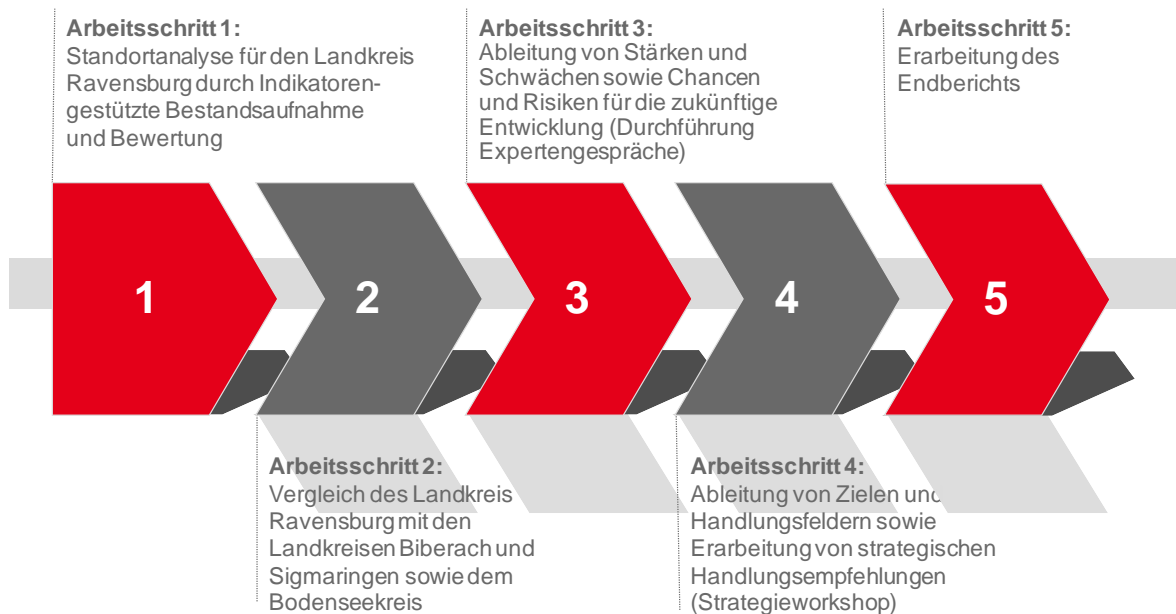 Arbeitsschritt 1:
Standortanalyse für den Landkreis
Ravensburg durch Indikatoren-
gestützte Bestandsaufnahme
und Bewertung
Arbeitsschritt 3:
Ableitung von Stärken und
Schwächen sowie Chancen
und Risiken für die zukünftige
Entwicklung (Durchführung
Expertengespräche)
Arbeitsschritt 5:
Erarbeitung des
Endberichts
1
2
3
4
5
Arbeitsschritt 2:
Vergleich des Landkreis
Ravensburg mit den
Landkreisen Biberach und
Sigmaringen sowie dem
Bodenseekreis
Arbeitsschritt 4:
Ableitung von Zielen und
Handlungsfeldern sowie
Erarbeitung von strategischen
Handlungsempfehlungen
(Strategieworkshop)